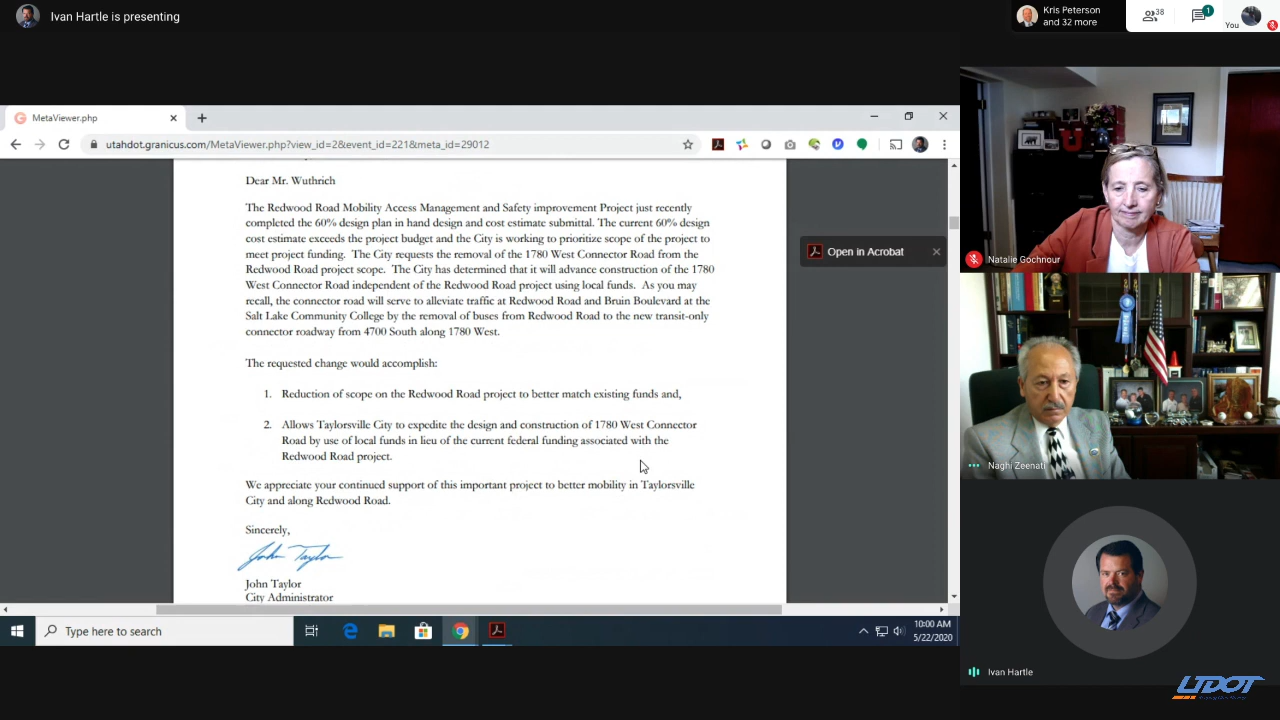 Ivan Hartle is presenting
Kris Peterson
and 32 more
38
1
You
MetaViewer.php
utahdot.granicus.com/MetaViewer.php?view_id=2&event_id=221&meta_id=29012
Dear Mr. Wuthrich
The Redwood Road Mobility Access Management and Safety improvement Project just recently
completed the 60% design plan in hand design and cost estimate submittal. The current 60% design
cost estimate exceeds the project budget and the City is working to prioritize scope of the project to
meet project funding. The City requests the removal of the 1780 West Connector Road from the
Redwood Road project scope. The City has determined that it will advance construction of the 1780
West Connector Road independent of the Redwood Road project using local funds. As you may
recall, the connector road will serve to alleviate traffic at Redwood Road and Bruin Boulevard at the
Salt Lake Community College by the removal of buses from Redwood Road to the new transit-only
connector roadway from 4700 South along 1780 West.
The requested change would accomplish:
1. Reduction of scope on the Redwood Road project to better match existing funds and,
2. Allows Taylorsville City to expedite the design and construction of 1780 West Connector
Road by use of local funds in lieu of the current federal funding associated with the
Redwood Road project.
We appreciate your continued support of this important project to better mobility in Taylorsville
City and along Redwood Road.
Sincerely,
John Taylor
John Taylor
City Administrator
Open in Acrobat
Type here to search
10:00 AM
5/22/2020
Natalie Gochnour
Naghi Zeenati
Ivan Hartle
UDOT